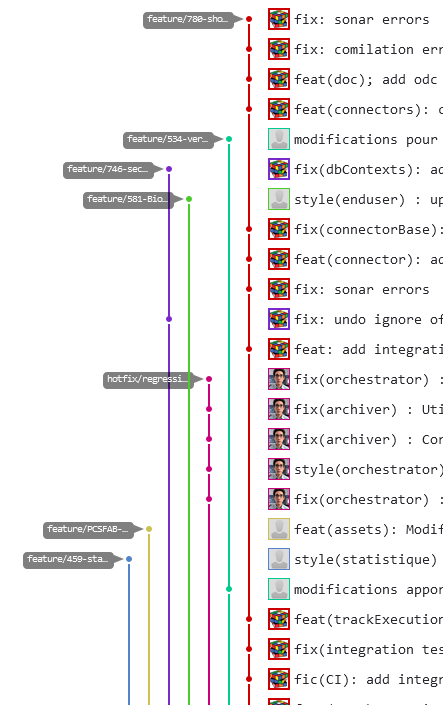 feature/780-sho… fix: sonar errors
fix: comilation err
feat(doc); add odc
feat(connectors): c
feature/534-ver… modifications pour
feature/746-sec… fix(dbContexts): ad
feature/581-Bio… style(enduser) : up
fix(connectorBase):
feat(connector): ad
fix: sonar errors
fix: undo ignore of
feat: add integrati
hotfix/regressi… fix(orchestrator) :
fix(archiver) : Uti
fix(archiver) : Cor
style(orchestrator)
fix(orchestrator) :
feature/PCSFAB-… feat(assets): Modif
feature/459-sta… style(statistique)
modifications appor
feat(trackExecution
fix(integration tes
fic(CI): add integr